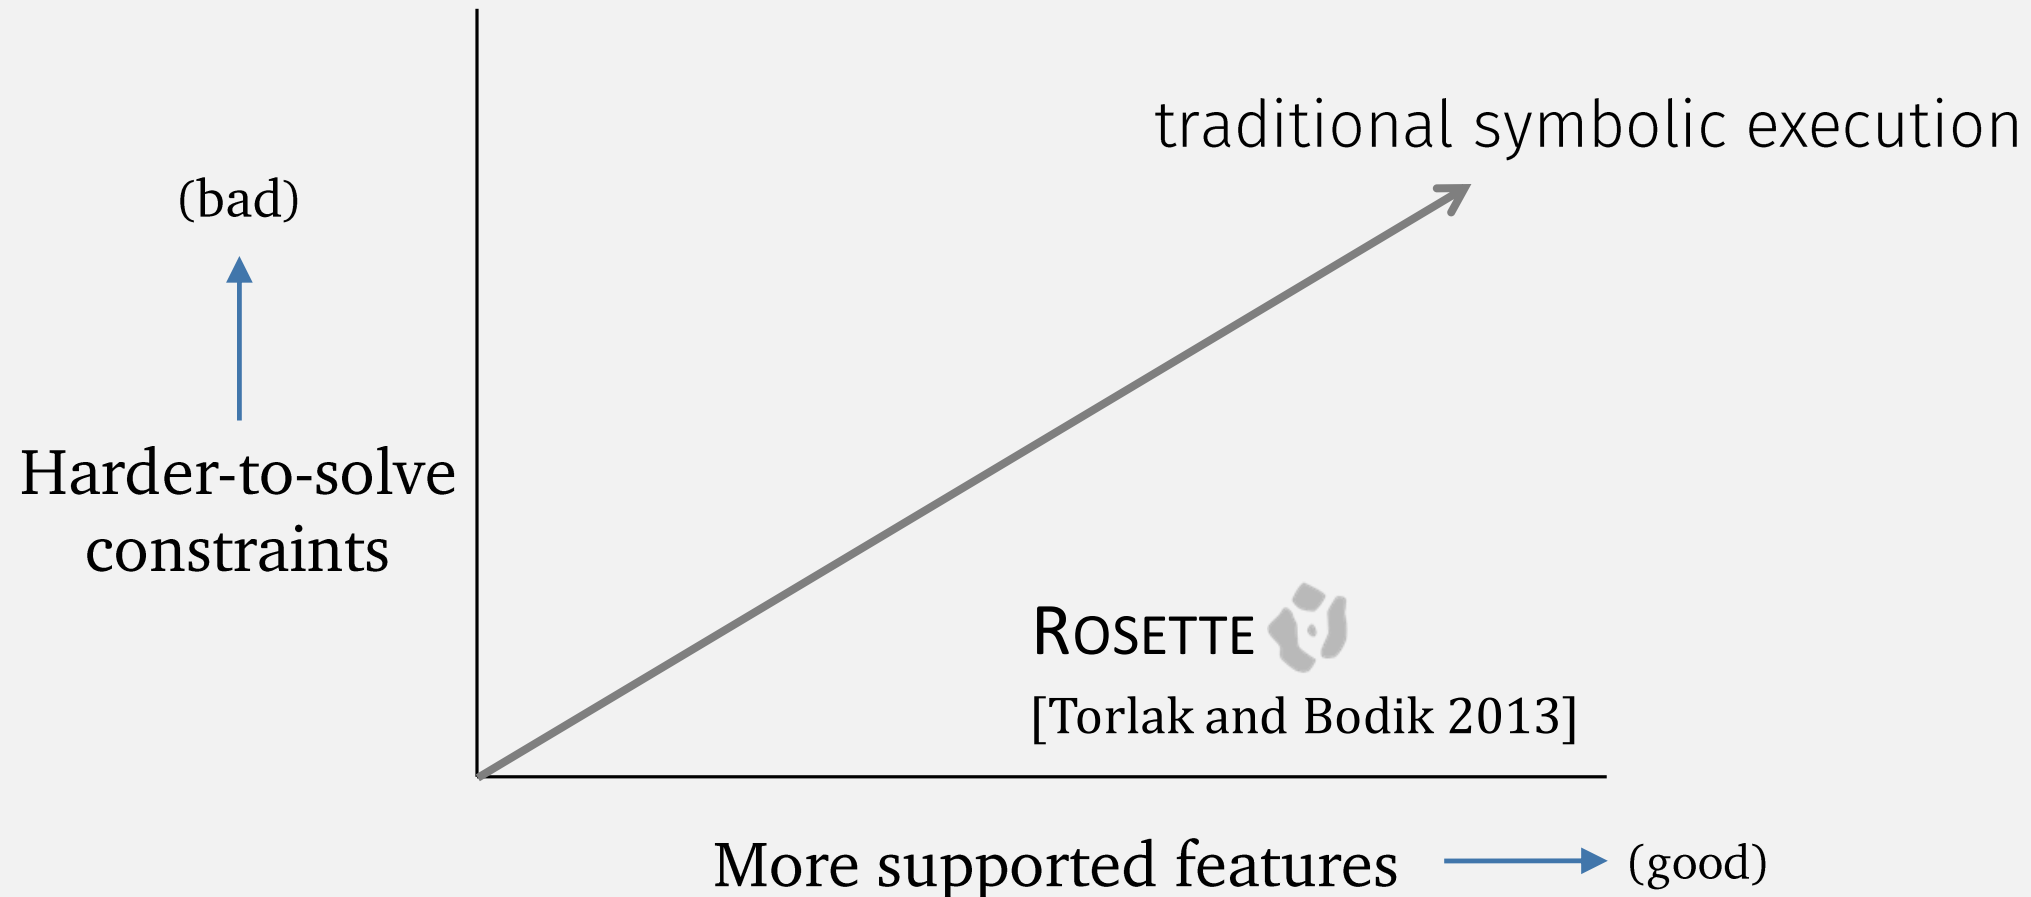 traditional symbolic execution
(bad)
Harder-to-solve
constraints
ROSETTE
[Torlak and Bodik 2013]
More supported features
(good)